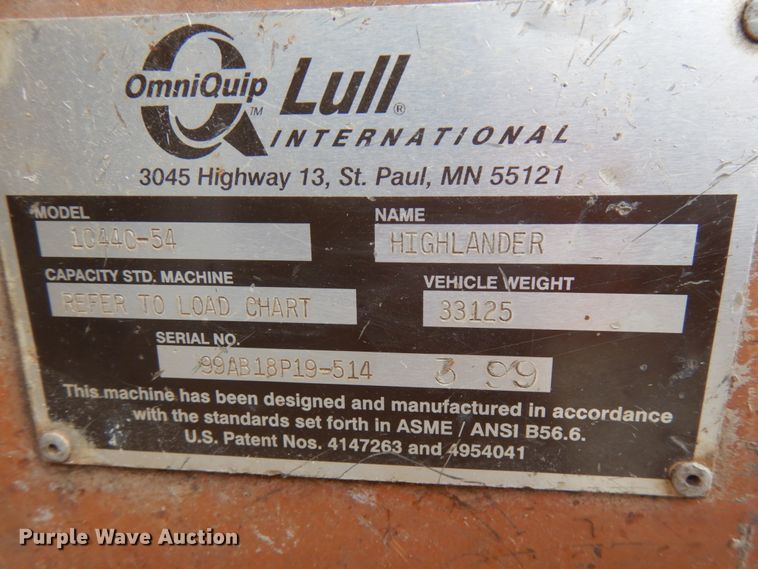 OmniQuip™ Lull®
INTERNATIONAL
3045 Highway 13, St. Paul, MN 55121
MODEL NAME
1044C-54 HIGHLANDER
CAPACITY STD. MACHINE VEHICLE WEIGHT
REFER TO LOAD CHART 33125
SERIAL NO.
99AB18P19-514 3 99
This machine has been designed and manufactured in accordance
with the standards set forth in ASME / ANSI B56.6.
U.S. Patent Nos. 4147263 and 4954041
Purple Wave Auction